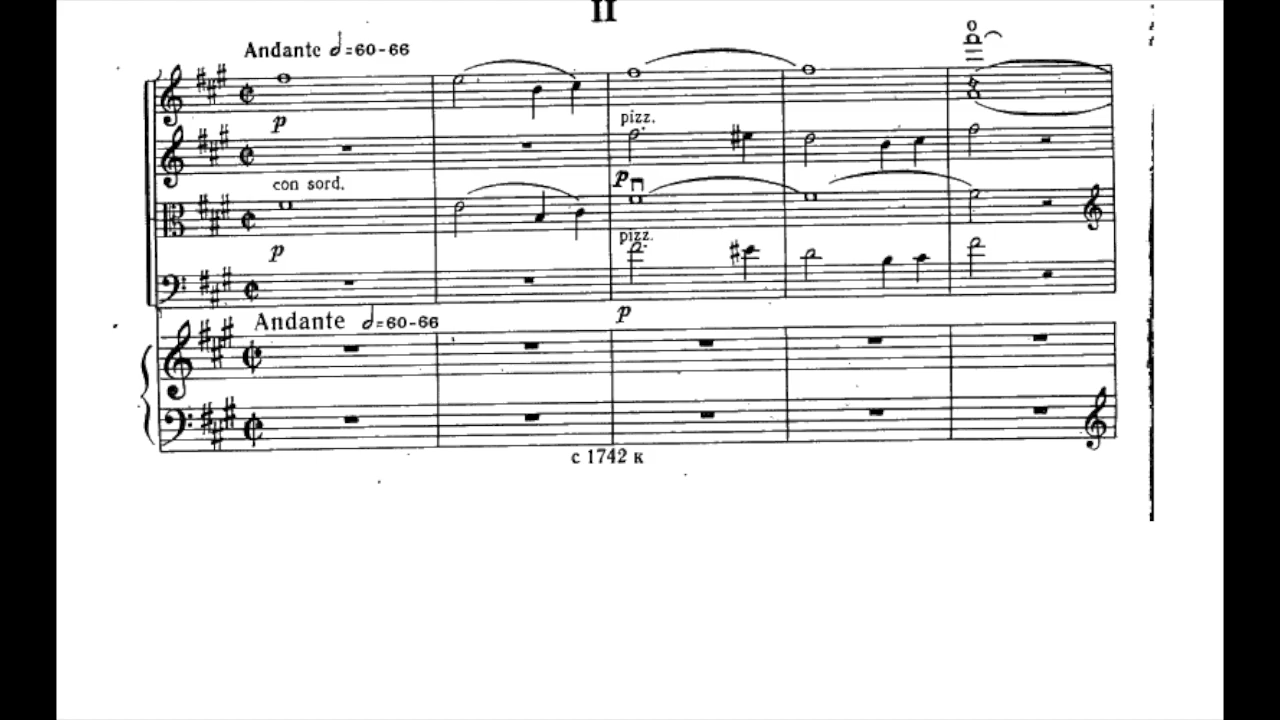 II
Andante 𝅗𝅥=60-66
p
pizz.
p
con sord.
p
pizz.
p
Andante 𝅗𝅥=60-66
с 1742 к